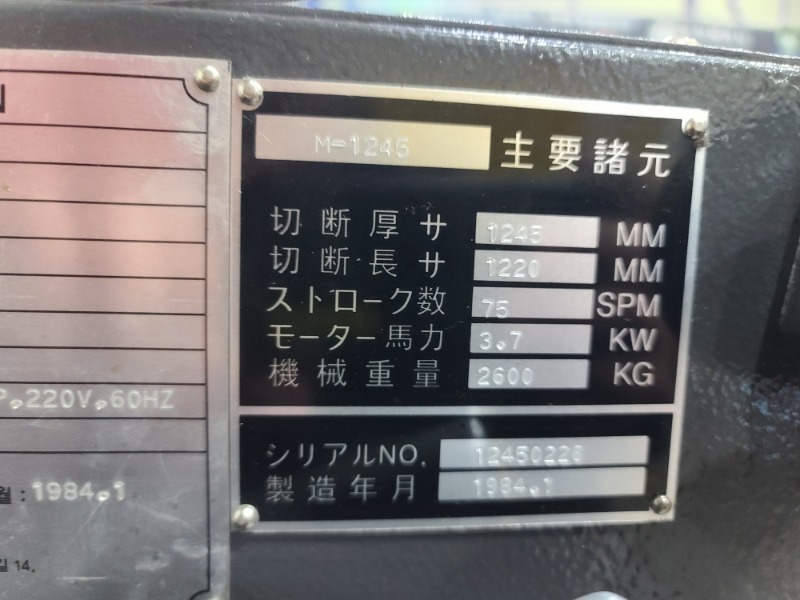 P. 220V. 60HZ
월 : 1984.1
길 14,
M-1245 主要諸元
切断厚サ 1245 MM
切断長サ 1220 MM
ストローク数 75 SPM
モーター馬力 3.7 KW
機械重量 2600 KG
シリアルNO. 12450226
製造年月 1984.1